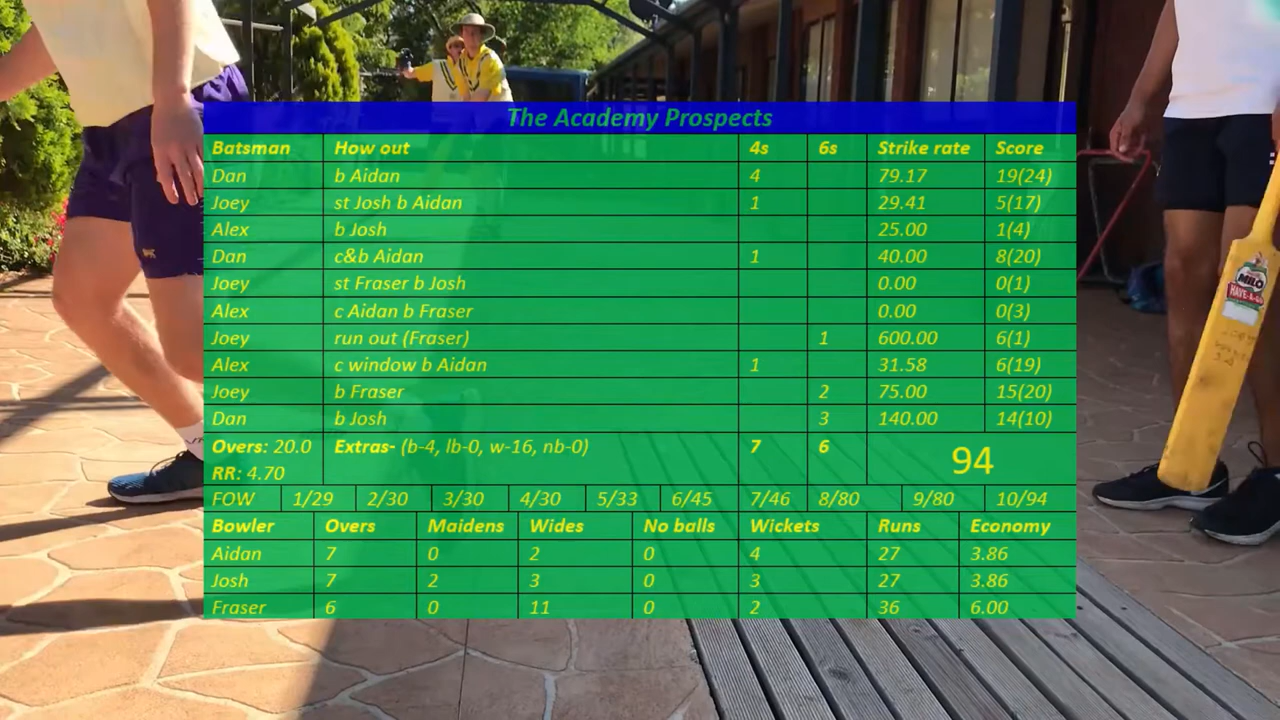 The Academy Prospects
Batsman How out 4s 6s Strike rate Score
Dan b Aidan 4 79.17 19(24)
Joey st Josh b Aidan 1 29.41 5(17)
Alex b Josh 25.00 1(4)
Dan c&b Aidan 1 40.00 8(20)
Joey st Fraser b Josh 0.00 0(1)
Alex c Aidan b Fraser 0.00 0(3)
Joey run out (Fraser) 1 600.00 6(1)
Alex c window b Aidan 1 31.58 6(19)
Joey b Fraser 2 75.00 15(20)
Dan b Josh 3 140.00 14(10)
Overs: 20.0 Extras- (b-4, lb-0, w-16, nb-0) 7 6 94
RR: 4.70
FOW 1/29 2/30 3/30 4/30 5/33 6/45 7/46 8/80 9/80 10/94
Bowler Overs Maidens Wides No balls Wickets Runs Economy
Aidan 7 0 2 0 4 27 3.86
Josh 7 2 3 0 3 27 3.86
Fraser 6 0 11 0 2 36 6.00
MILO
HAVE-A-GO